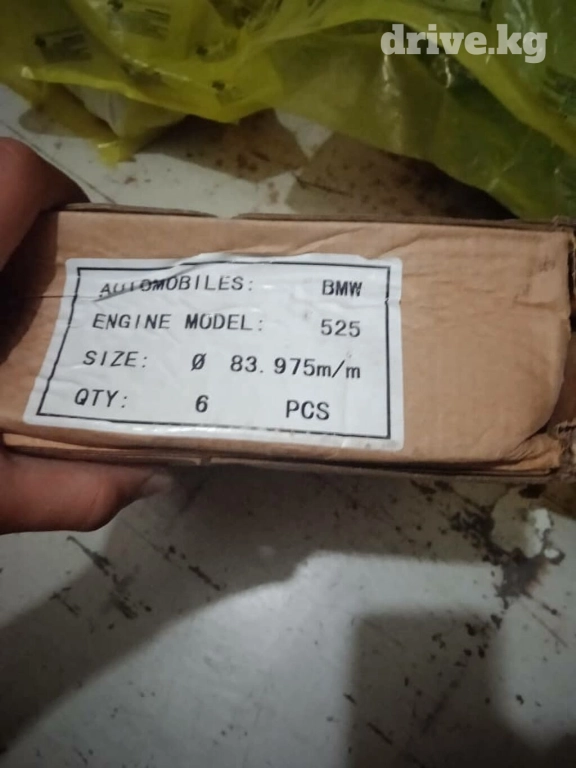 drive.kg
AUTOMOBILES: BMW
ENGINE MODEL: 525
SIZE: Ø 83.975m/m
QTY: 6 PCS